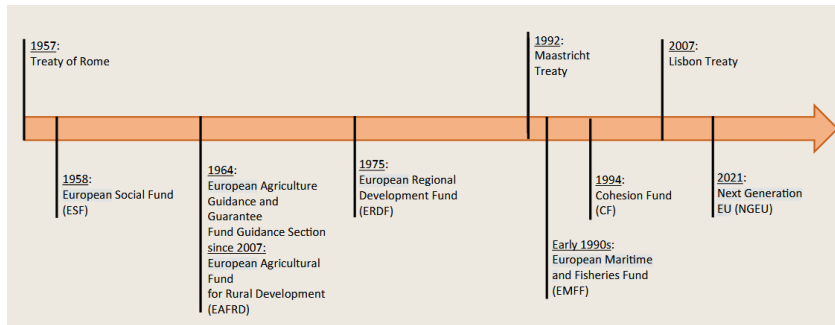 1957:
Treaty of Rome
1992:
Maastricht
Treaty
2007:
Lisbon Treaty
1958:
European Social Fund
(ESF)
1964:
European Agriculture
Guidance and
Guarantee
Fund Guidance Section
since 2007:
European Agricultural
Fund
for Rural Development
(EAFRD)
1975:
European Regional
Development Fund
(ERDF)
Early 1990s:
European Maritime
and Fisheries Fund
(EMFF)
1994:
Cohesion Fund
(CF)
2021:
Next Generation
EU (NGEU)